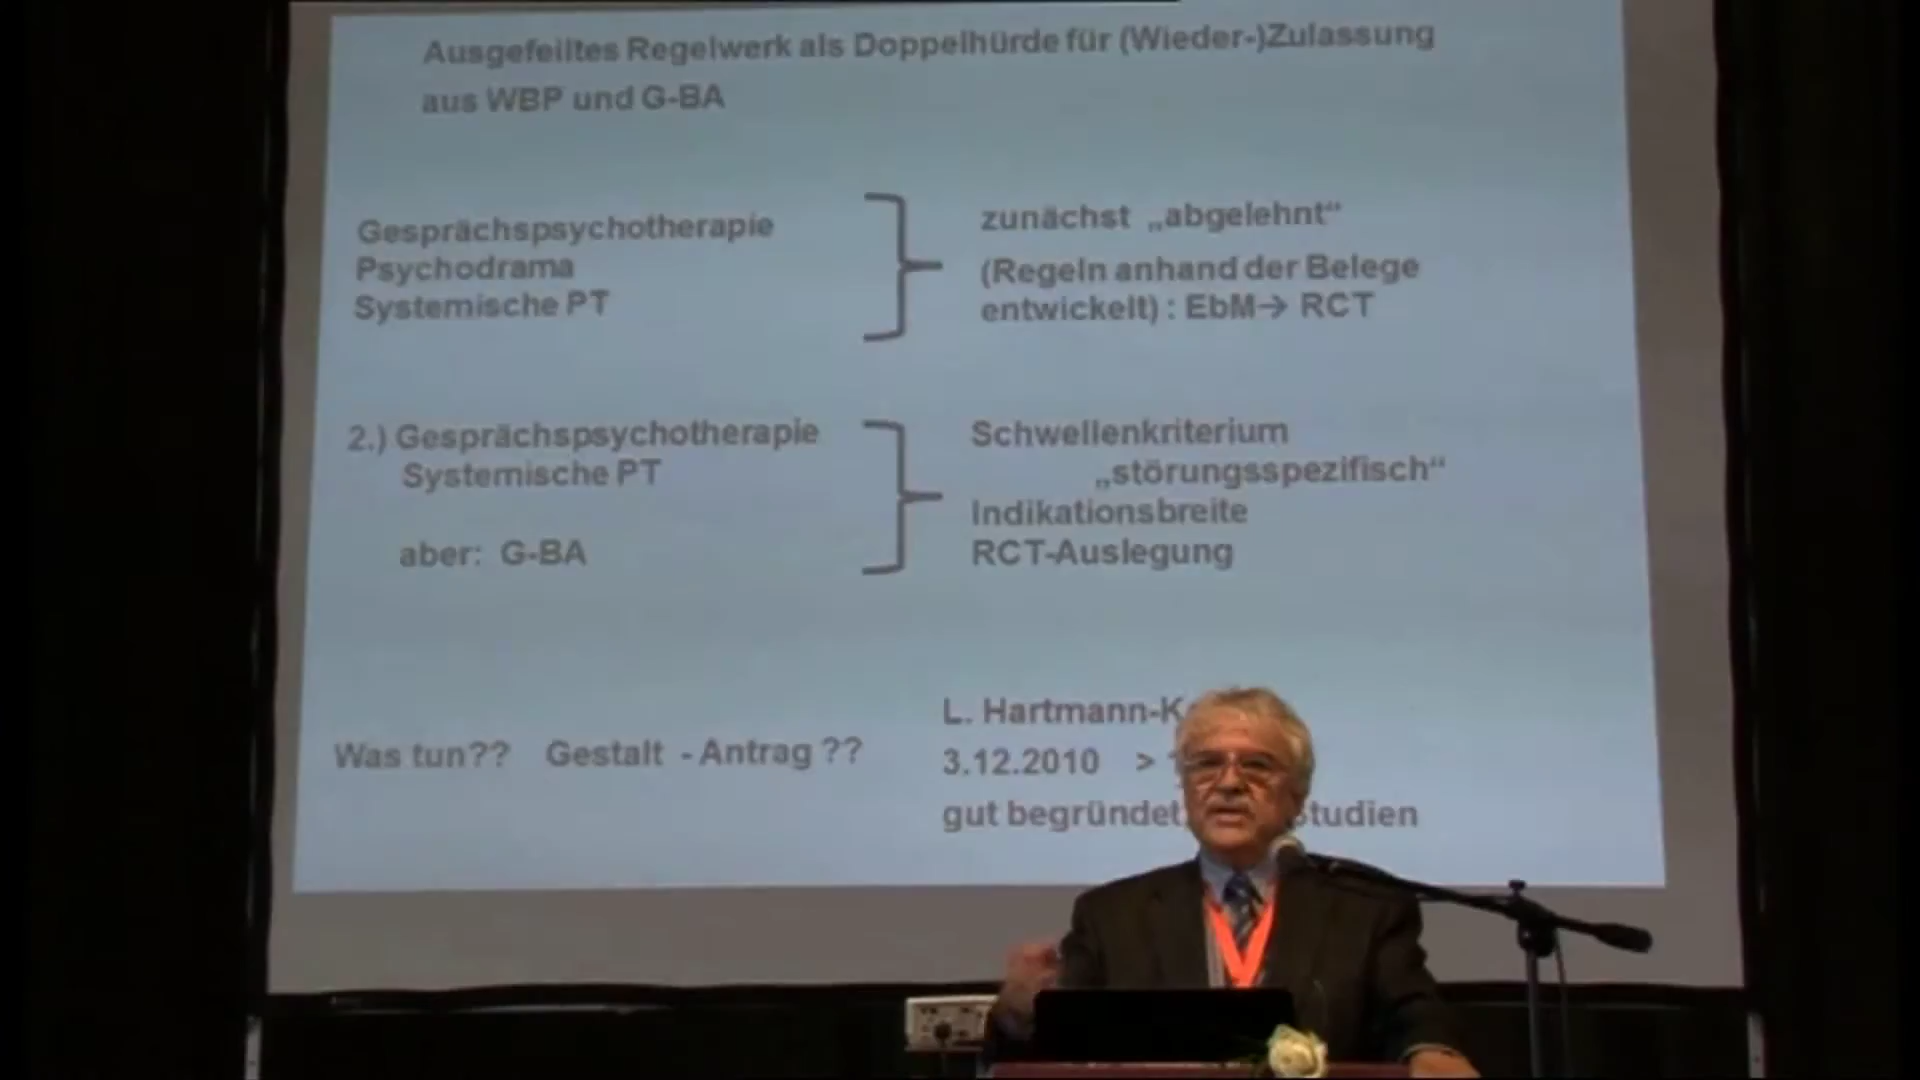 Ausgefeiltes Regelwerk als Doppelhürde für (Wieder-)Zulassung
aus WBP und G-BA
Gesprächspsychotherapie
Psychodrama
Systemische PT
zunächst „abgelehnt“
(Regeln anhand der Belege
entwickelt) : EbM→ RCT
2.) Gesprächspsychotherapie
Systemische PT
aber: G-BA
Schwellenkriterium
„störungsspezifisch“
Indikationsbreite
RCT-Auslegung
Was tun?? Gestalt - Antrag ??
L. Hartmann-K
3.12.2010 >
gut begründet